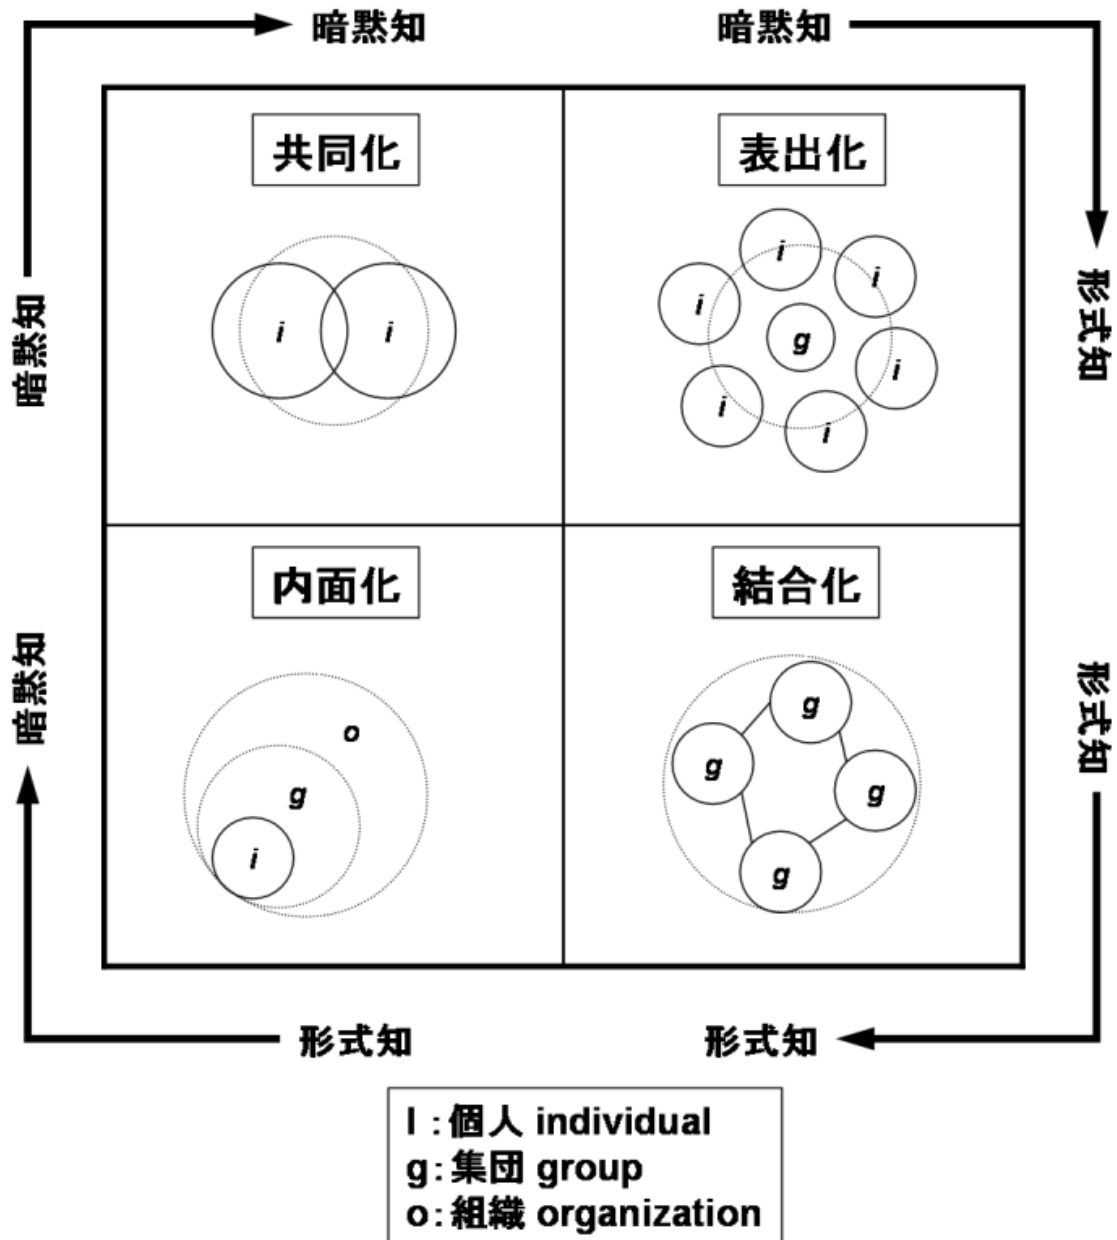 暗黙知
暗黙知
共同化
表出化
i
i
i
i
i
g
i
i
i
暗黙知
形式知
内面化
結合化
暗黙知
形式知
o
g
i
g
g
g
g
形式知
形式知
I：個人 individual
g：集団 group
o：組織 organization